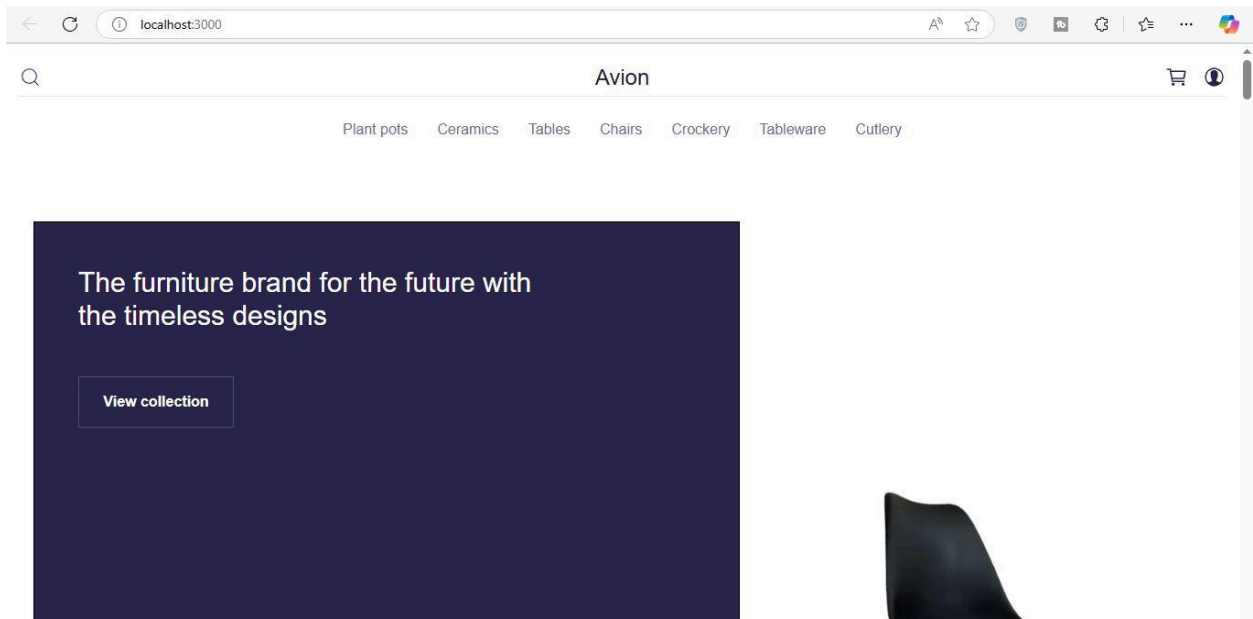 localhost:3000
Avion
Plant pots Ceramics Tables Chairs Crockery Tableware Cutlery
The furniture brand for the future with
the timeless designs
View collection